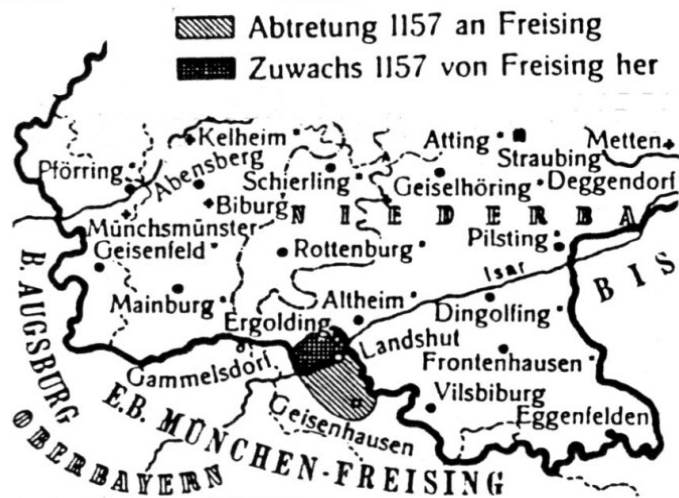 Abtretung 1157 an Freising
Zuwachs 1157 von Freising her
Kelheim
Atting
Metten
Straubing
Pförring
Abensberg
Schierling
Geiselhöring
Deggendorf
Biburg
NIEDERBA
Münchsmünster
Geisenfeld
Rottenburg
Pilsting
Isar
BIS
B. AUGSBURG
Mainburg
Altheim
Dingolfing
Ergolding
Landshut
Gammelsdorf
Frontenhausen
Vilsbiburg
Geisenhausen
Eggenfelden
E.B. MÜNCHEN-FREISING
OBERBAYERN